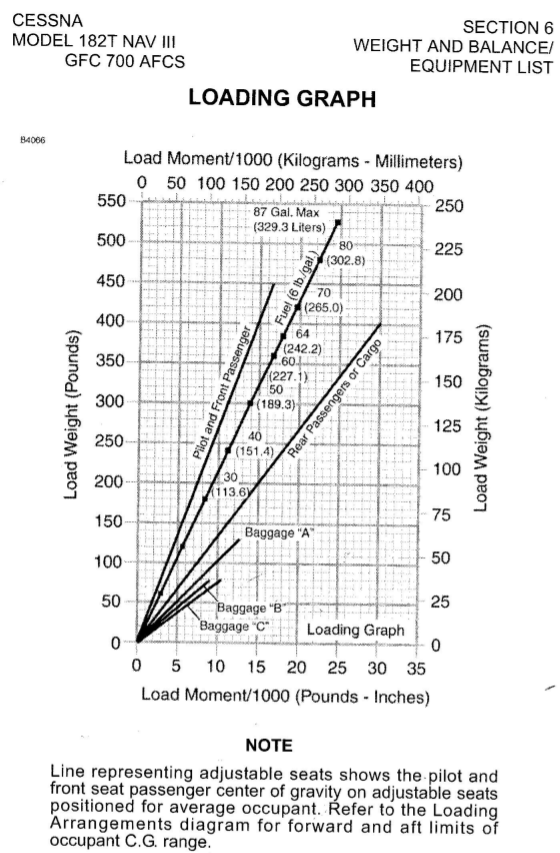 CESSNA
MODEL 182T NAV III
GFC 700 AFCS
SECTION 6
WEIGHT AND BALANCE/
EQUIPMENT LIST
LOADING GRAPH
B4066
Load Moment/1000 (Kilograms - Millimeters)
0 50 100 150 200 250 300 350 400
550
500
450
400
350
300
250
200
150
100
50
0
Load Weight (Pounds)
87 Gal. Max
(329.3 Liters)
80
(302.8)
Fuel (6 lb./gal.)
70
(265.0)
64
(242.2)
60
(227.1)
50
(189.3)
40
(151.4)
30
(113.6)
Pilot and Front Passenger
Rear Passengers or Cargo
Baggage "A"
Baggage "B"
Baggage "C"
Loading Graph
250
225
200
175
150
125
100
75
50
25
0
Load Weight (Kilograms)
0 5 10 15 20 25 30 35
Load Moment/1000 (Pounds - Inches)
NOTE
Line representing adjustable seats shows the pilot and
front seat passenger center of gravity on adjustable seats
positioned for average occupant. Refer to the Loading
Arrangements diagram for forward and aft limits of
occupant C.G. range.